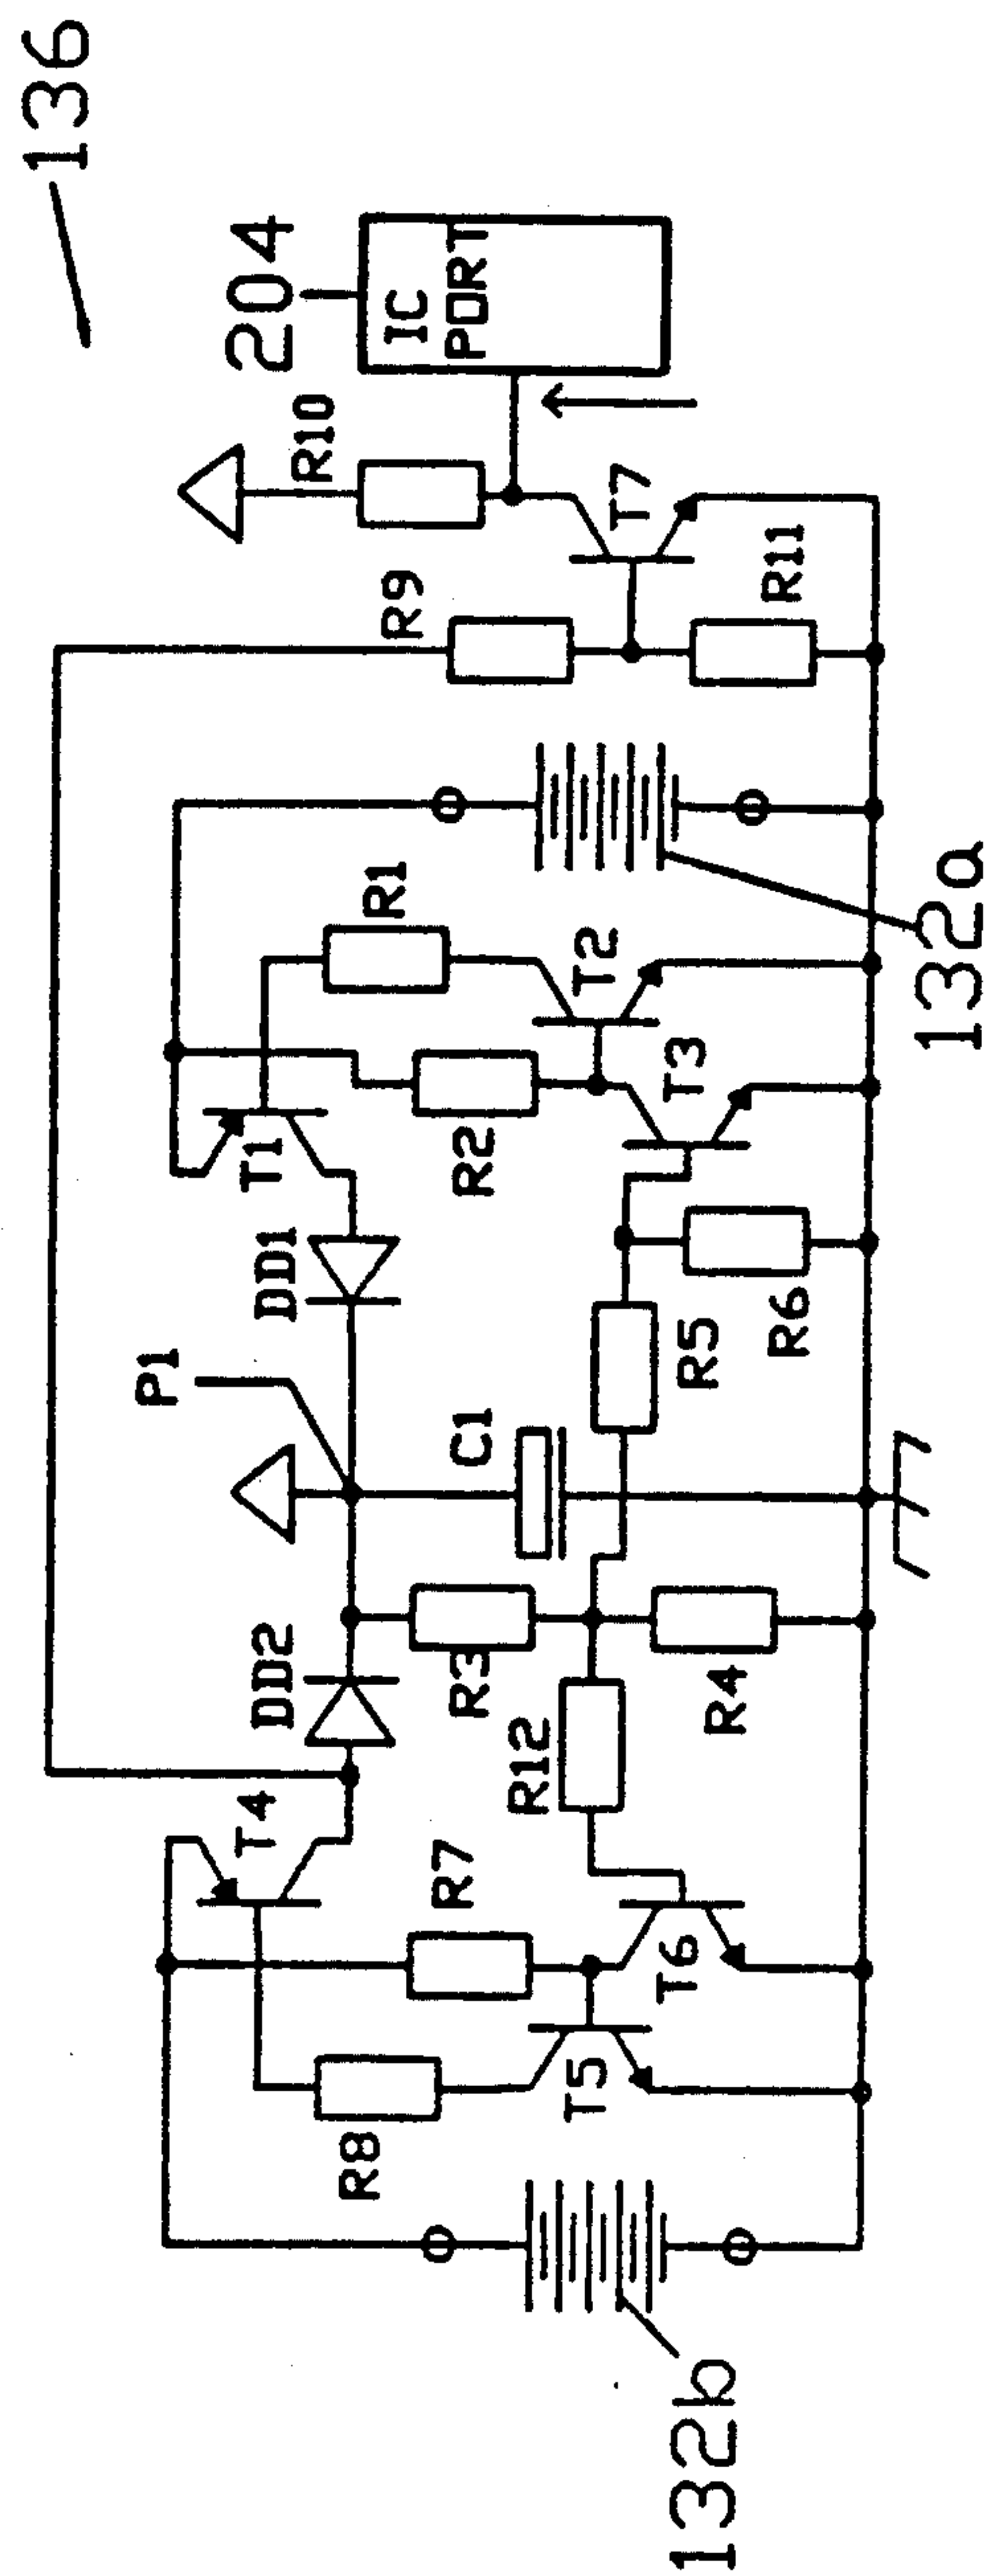 136
204
IC
PORT
R10
R9
T7
R11
R1
T2
R2
T3
T1
132a
DD1
P1
C1
R5
R6
DD2
R3
R4
T4
R12
R7
T6
R8
T5
132b